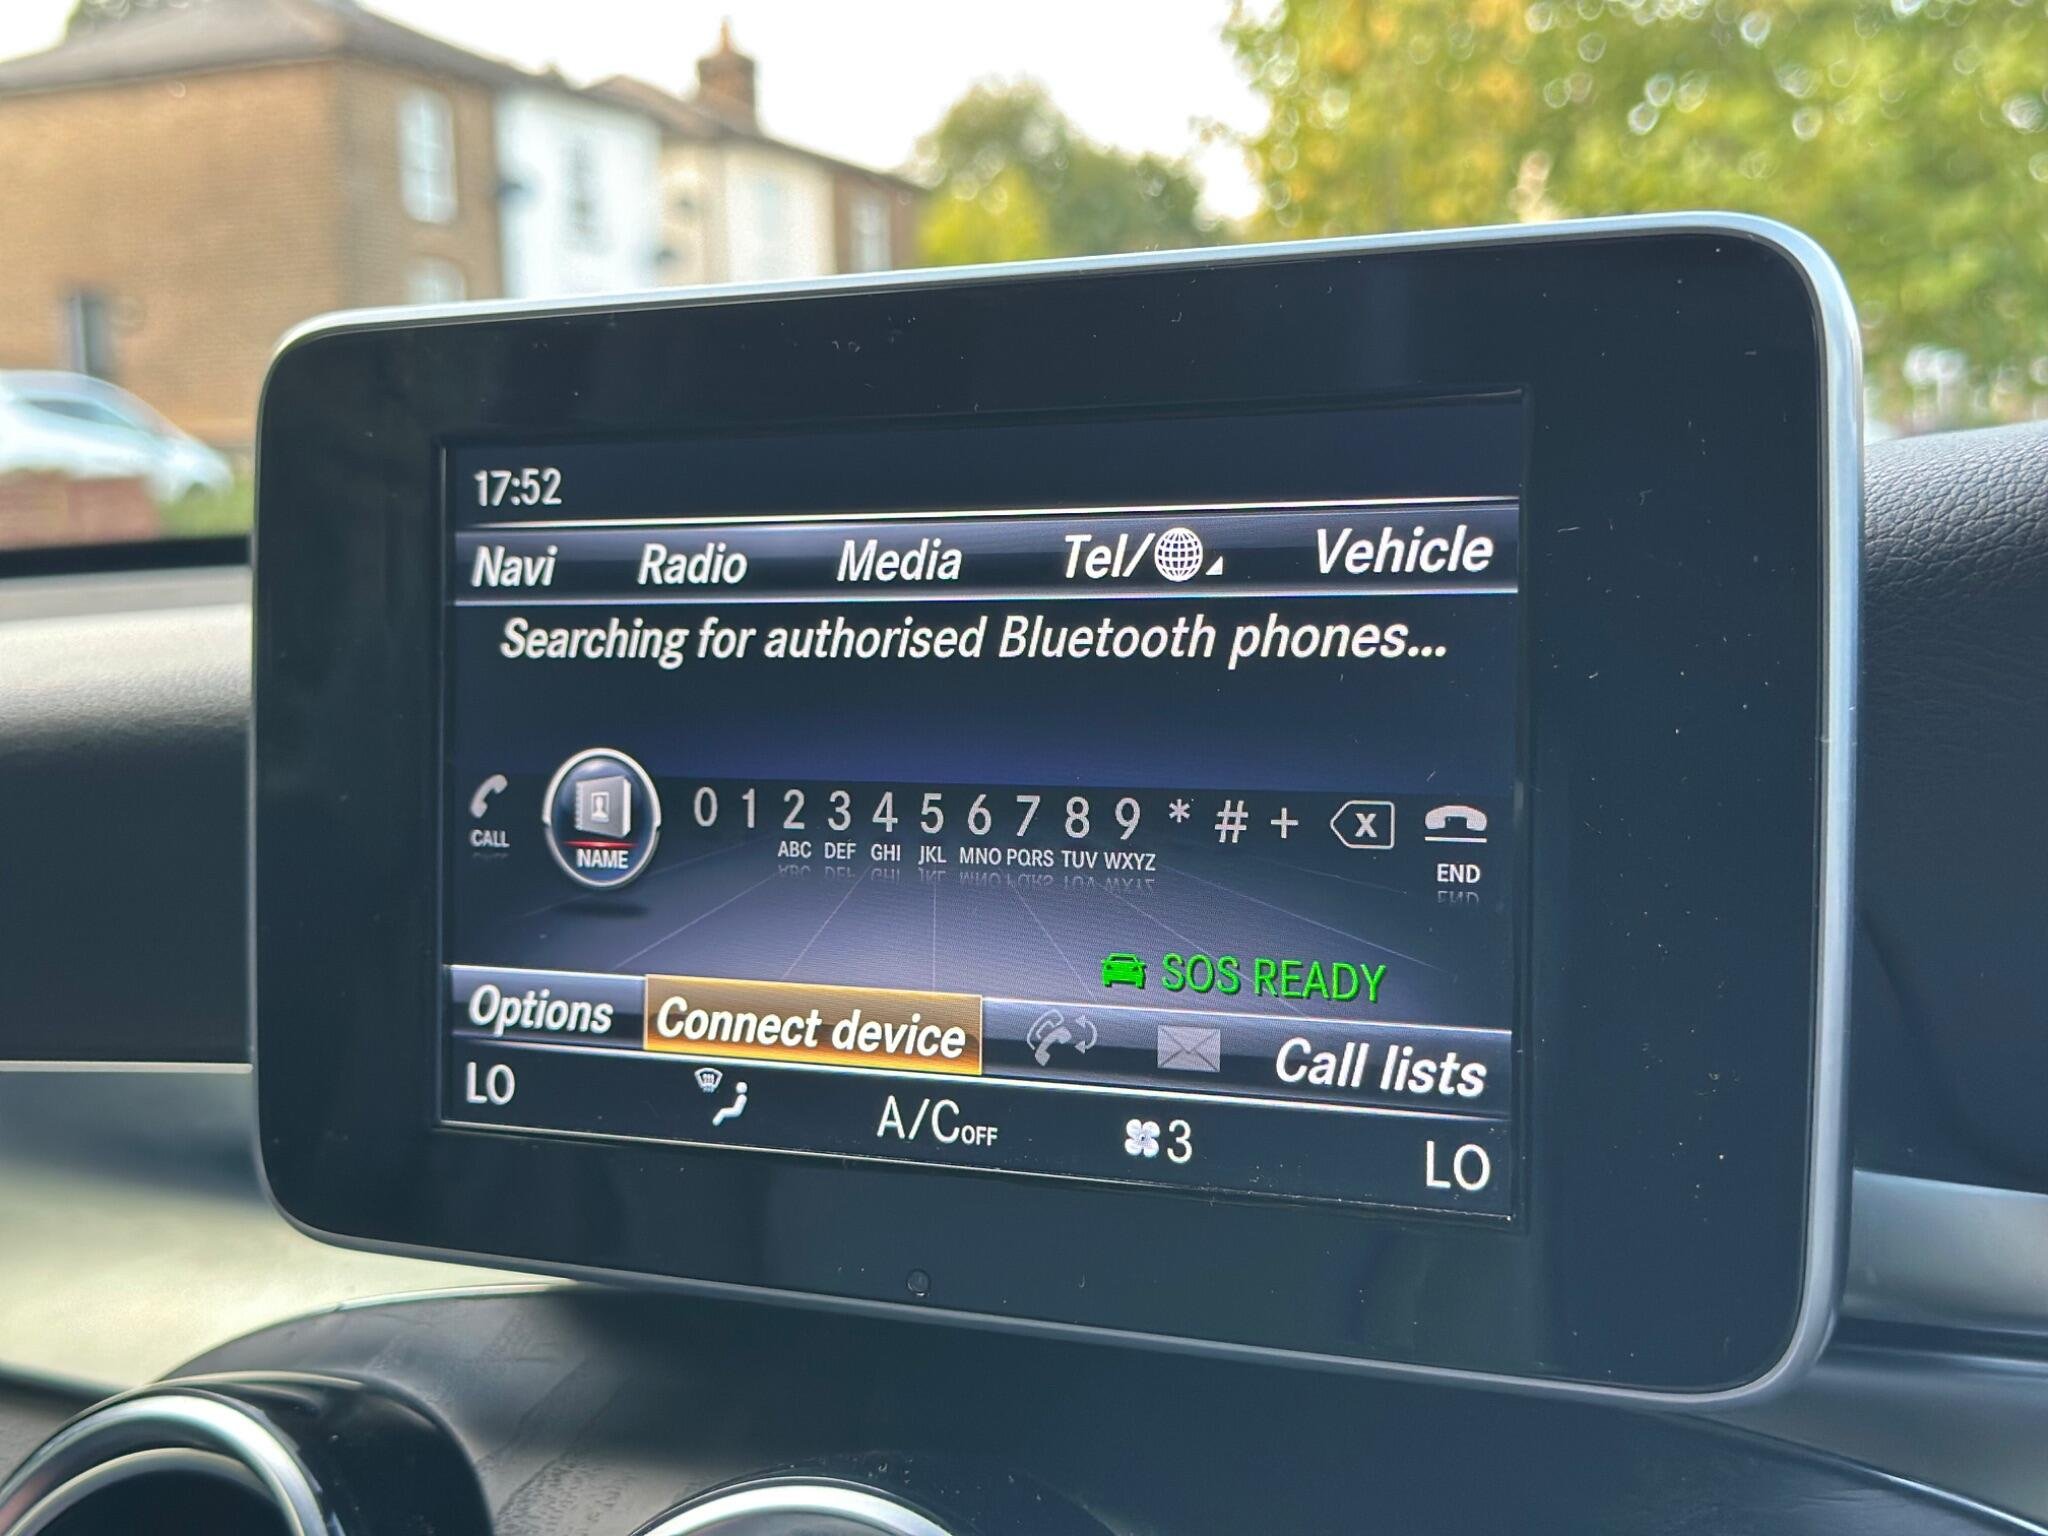 17:52
Navi Radio Media Tel/ Vehicle
Searching for authorised Bluetooth phones...
CALL NAME 0 1 2 3 4 5 6 7 8 9 * # + X END
ABC DEF GHI JKL MNO PQRS TUV WXYZ
SOS READY
Options Connect device Call lists
LO A/C OFF 3 LO